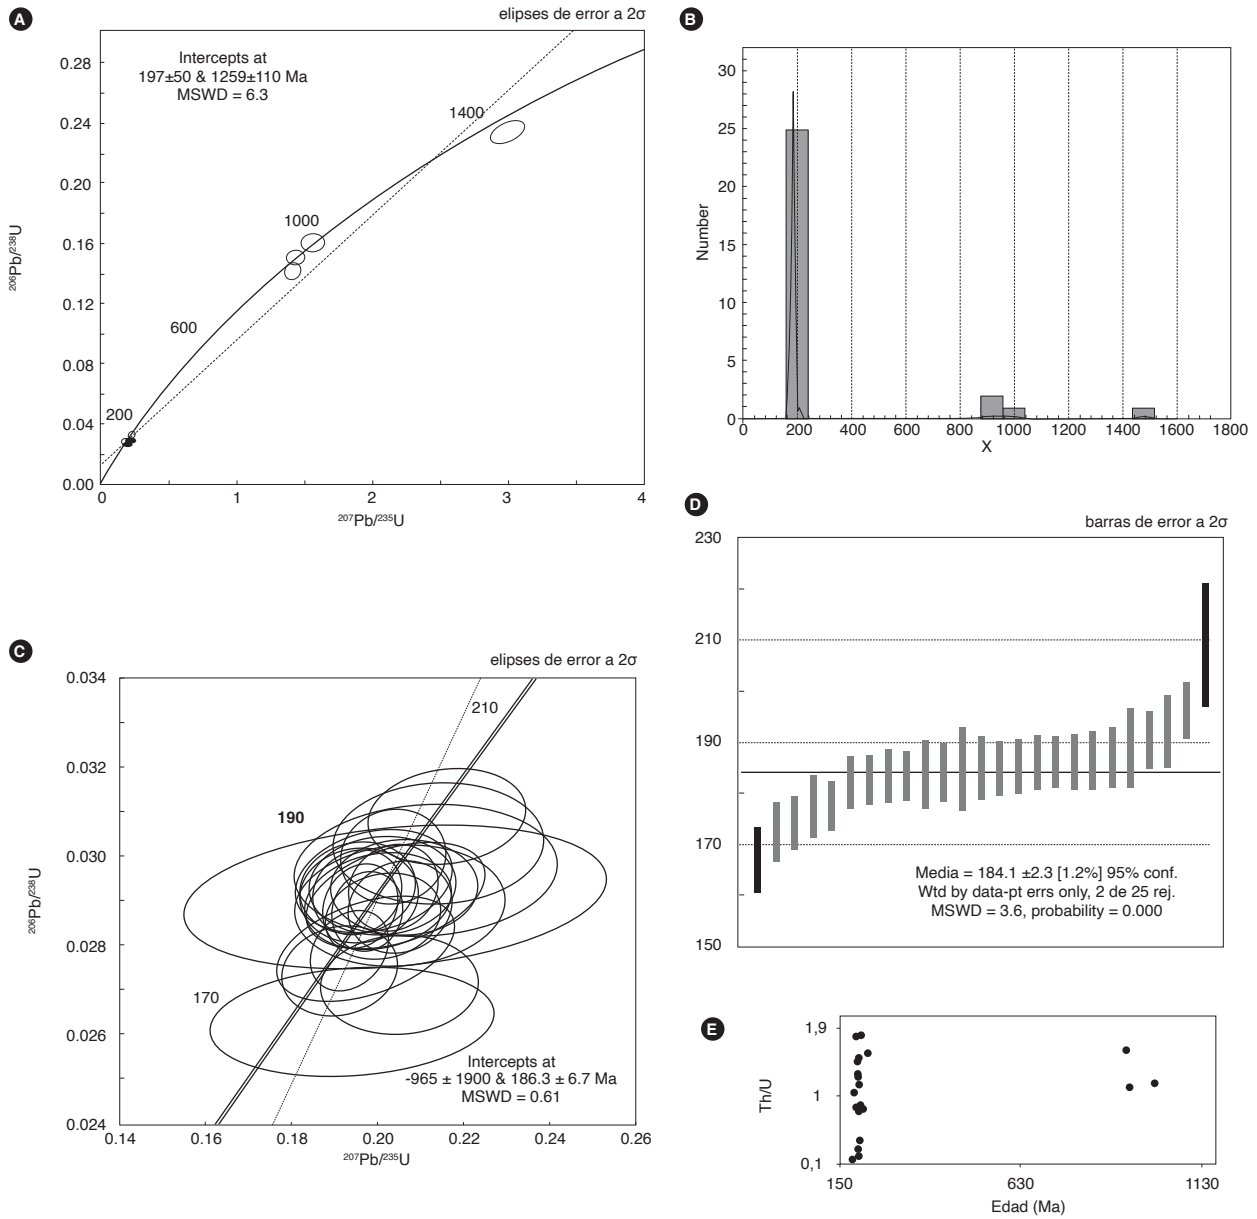 A
elipses de error a 2σ
Intercepts at
197±50 & 1259±110 Ma
MSWD = 6.3
0.28
0.24
0.20
0.16
0.12
0.08
0.04
0.00
1400
1000
600
200
0
1
2
3
4
206Pb/238U
207Pb/235U
B
30
25
20
15
10
5
0
Number
0
200
400
600
800
1000
1200
1400
1600
1800
X
C
elipses de error a 2σ
0.034
0.032
0.030
0.028
0.026
0.024
210
190
170
Intercepts at
-965 ± 1900 & 186.3 ± 6.7 Ma
MSWD = 0.61
0.14
0.16
0.18
0.20
0.22
0.24
0.26
206Pb/238U
207Pb/235U
D
barras de error a 2σ
230
210
190
170
150
Media = 184.1 ±2.3 [1.2%] 95% conf.
Wtd by data-pt errs only, 2 de 25 rej.
MSWD = 3.6, probability = 0.000
E
1,9
1
0,1
Th/U
150
630
1130
Edad (Ma)